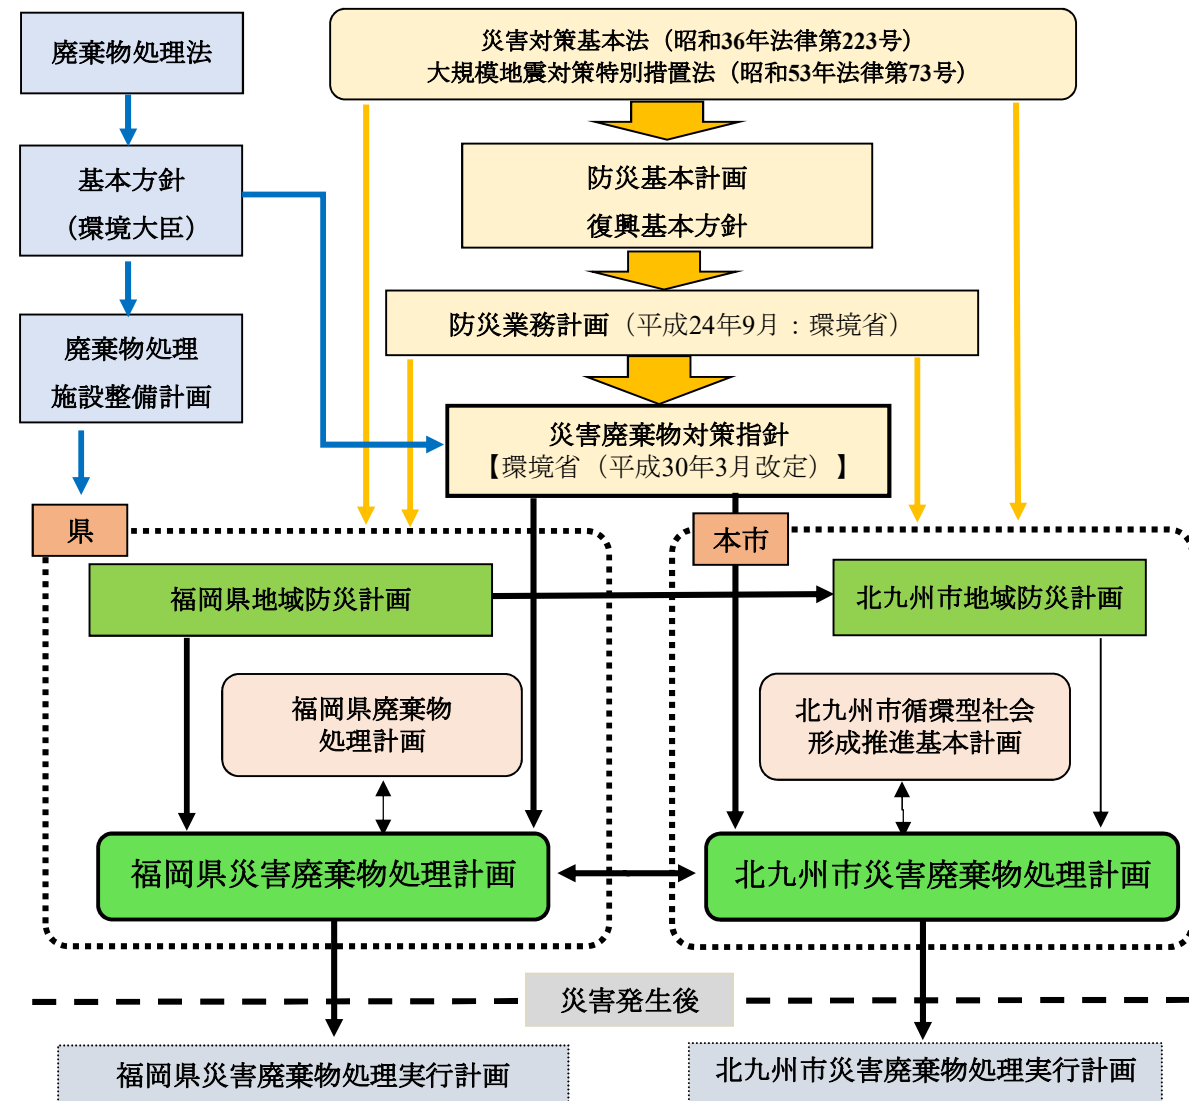 廃棄物処理法
災害対策基本法（昭和36年法律第223号）
大規模地震対策特別措置法（昭和53年法律第73号）
基本方針
（環境大臣）
防災基本計画
復興基本方針
廃棄物処理
施設整備計画
防災業務計画（平成24年9月：環境省）
災害廃棄物対策指針
【環境省（平成30年3月改定）】
県
本市
福岡県地域防災計画
北九州市地域防災計画
福岡県廃棄物
処理計画
北九州市循環型社会
形成推進基本計画
福岡県災害廃棄物処理計画
北九州市災害廃棄物処理計画
災害発生後
福岡県災害廃棄物処理実行計画
北九州市災害廃棄物処理実行計画